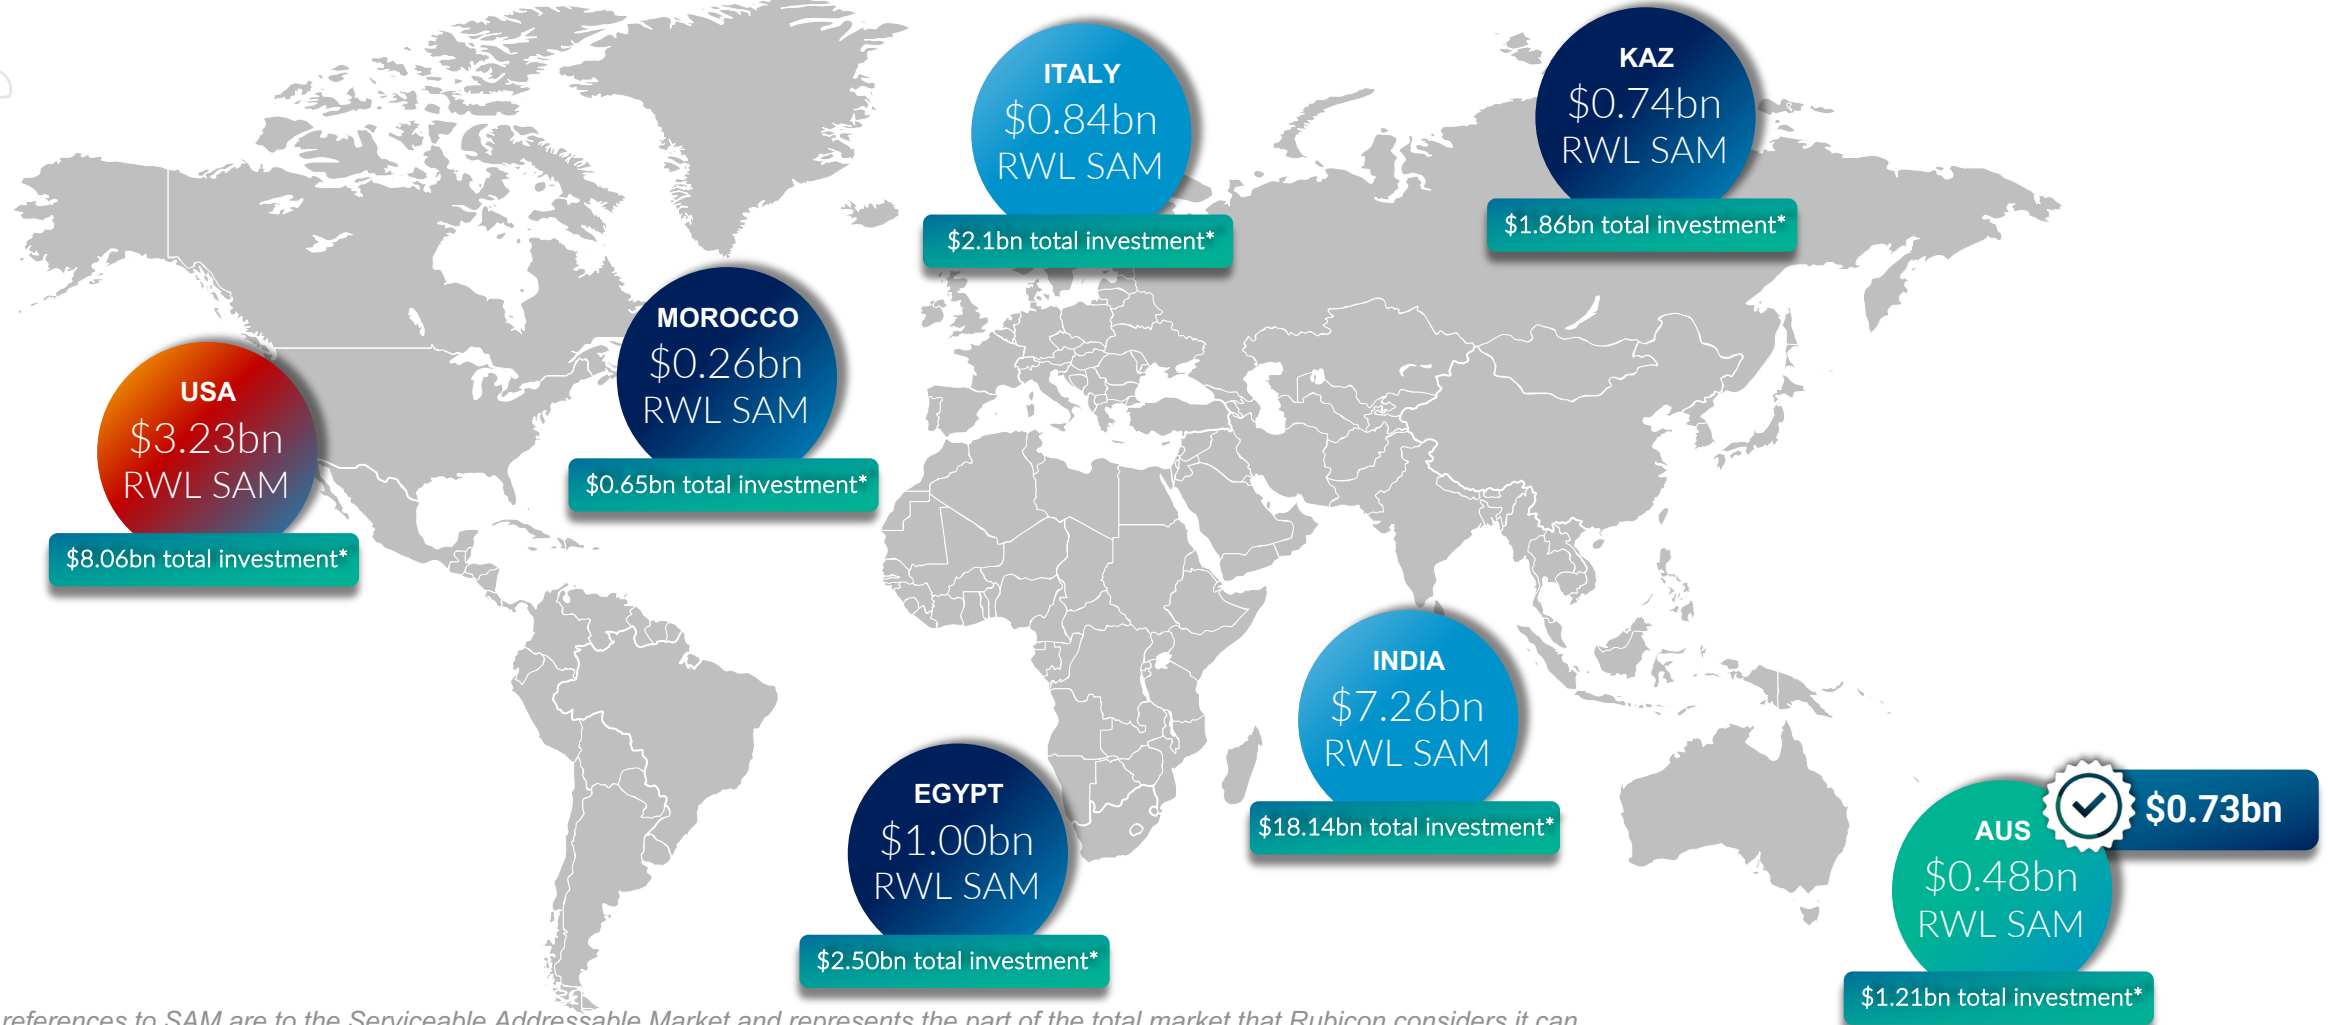 ITALY
$0.84bn
RWL SAM
$2.1bn total investment*
KAZ
$0.74bn
RWL SAM
$1.86bn total investment*
MOROCCO
$0.26bn
RWL SAM
$0.65bn total investment*
USA
$3.23bn
RWL SAM
$8.06bn total investment*
INDIA
$7.26bn
RWL SAM
$18.14bn total investment*
EGYPT
$1.00bn
RWL SAM
$2.50bn total investment*
$0.73bn
AUS
$0.48bn
RWL SAM
$1.21bn total investment*
references to SAM are to the Serviceable Addressable Market and represents the part of the total market that Rubicon considers it can